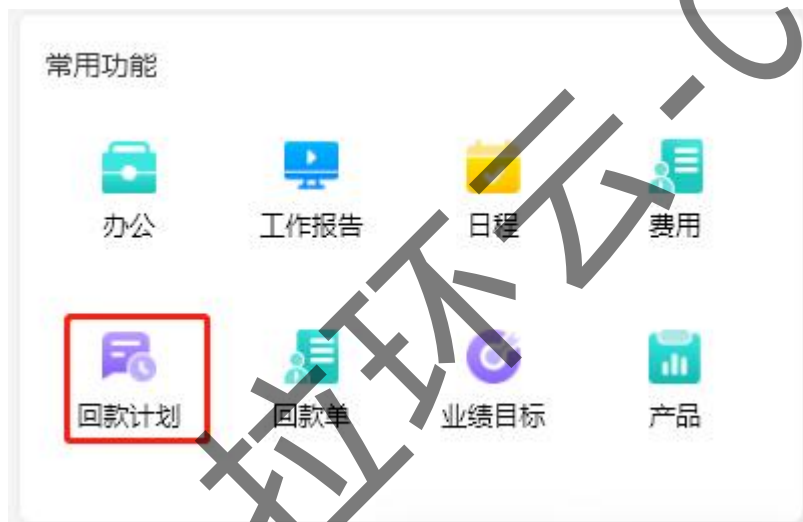 常用功能
办公
工作报告
日程
费用
回款计划
回款单
业绩目标
产品
拉环云-C